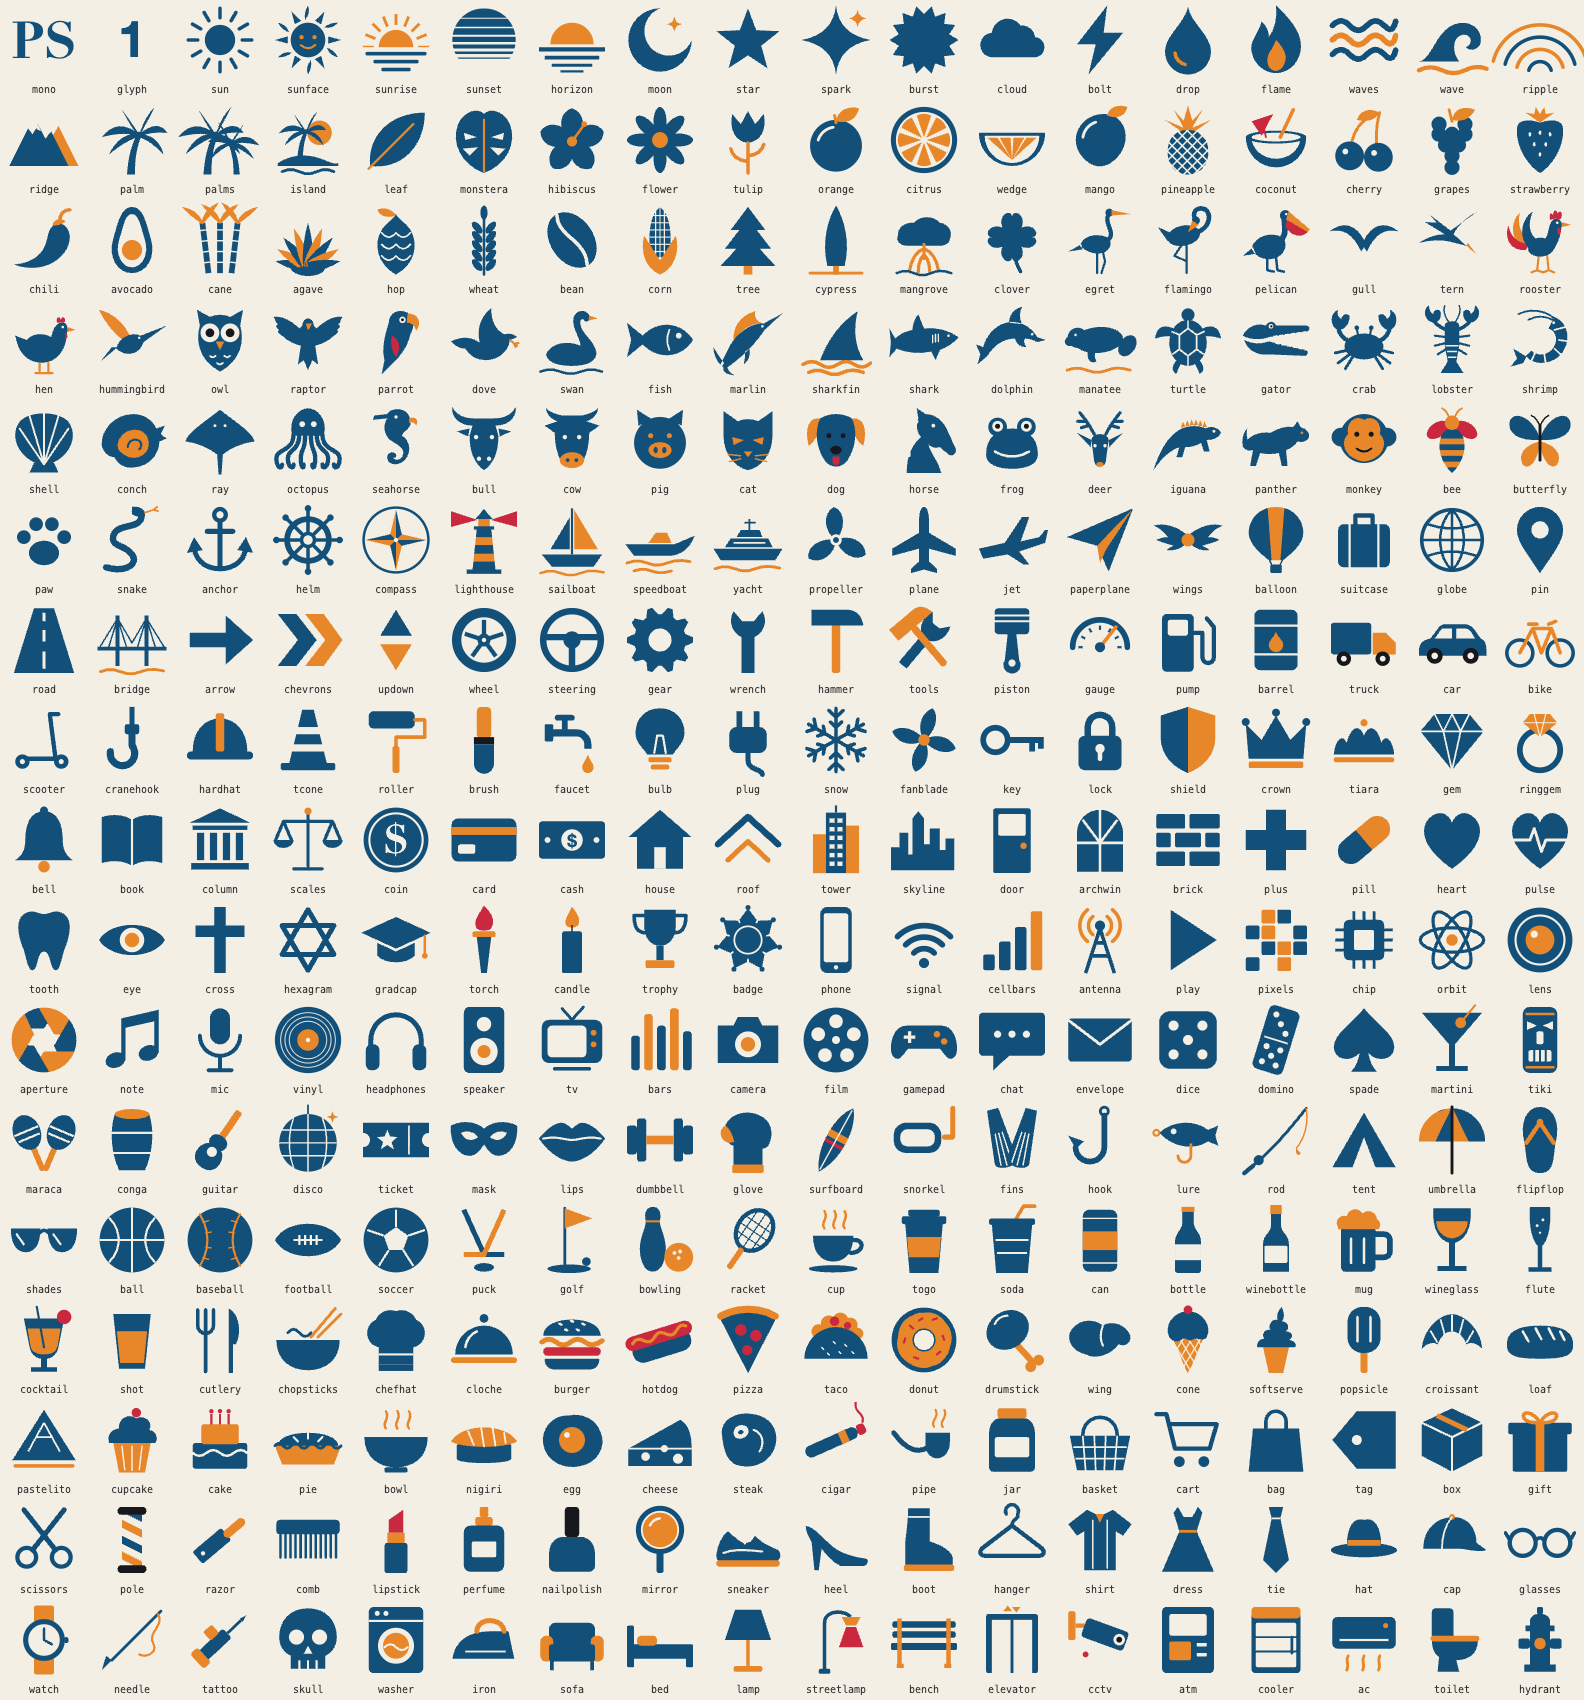 PS 1
mono glyph sun sunface sunrise sunset horizon moon star spark burst cloud bolt drop flame waves wave ripple
ridge palm palms island leaf monstera hibiscus flower tulip orange citrus wedge mango pineapple coconut cherry grapes strawberry
chili avocado cane agave hop wheat bean corn tree cypress mangrove clover egret flamingo pelican gull tern rooster
hen hummingbird owl raptor parrot dove swan fish marlin sharkfin shark dolphin manatee turtle gator crab lobster shrimp
shell conch ray octopus seahorse bull cow pig cat dog horse frog deer iguana panther monkey bee butterfly
paw snake anchor helm compass lighthouse sailboat speedboat yacht propeller plane jet paperplane wings balloon suitcase globe pin
road bridge arrow chevrons updown wheel steering gear wrench hammer tools piston gauge pump barrel truck car bike
scooter cranehook hardhat tcone roller brush faucet bulb plug snow fanblade key lock shield crown tiara gem ringgem
$ $
bell book column scales coin card cash house roof tower skyline door archwin brick plus pill heart pulse
tooth eye cross hexagram gradcap torch candle trophy badge phone signal cellbars antenna play pixels chip orbit lens
aperture note mic vinyl headphones speaker tv bars camera film gamepad chat envelope dice domino spade martini tiki
maraca conga guitar disco ticket mask lips dumbbell glove surfboard snorkel fins hook lure rod tent umbrella flipflop
shades ball baseball football soccer puck golf bowling racket cup togo soda can bottle winebottle mug wineglass flute
cocktail shot cutlery chopsticks chefhat cloche burger hotdog pizza taco donut drumstick wing cone softserve popsicle croissant loaf
pastelito cupcake cake pie bowl nigiri egg cheese steak cigar pipe jar basket cart bag tag box gift
scissors pole razor comb lipstick perfume nailpolish mirror sneaker heel boot hanger shirt dress tie hat cap glasses
watch needle tattoo skull washer iron sofa bed lamp streetlamp bench elevator cctv atm cooler ac toilet hydrant